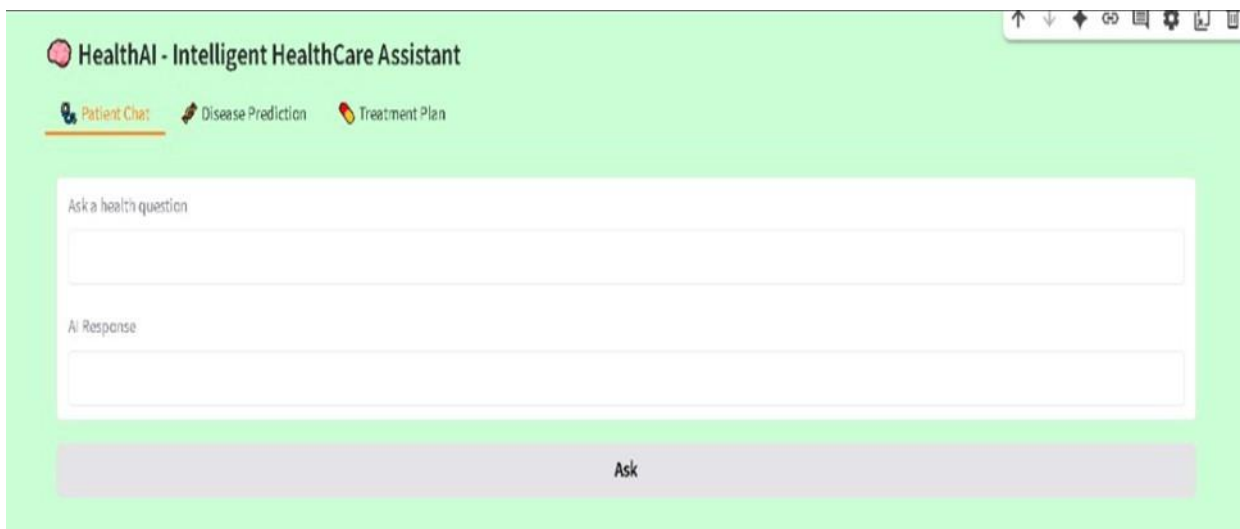 HealthAI - Intelligent HealthCare Assistant
Patient Chat Disease Prediction Treatment Plan
Ask a health question
AI Response
Ask